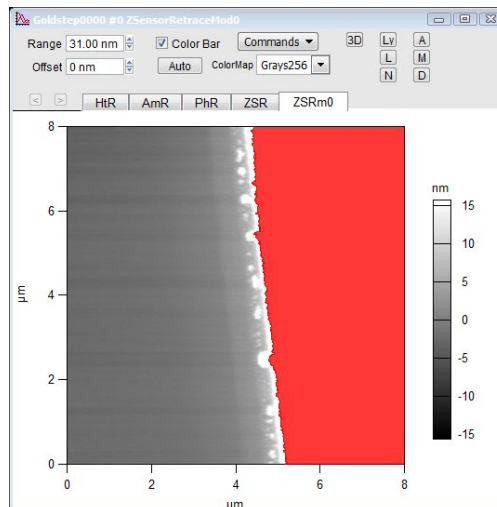 Goldstep0000 #0 ZSensorRetraceMod0
Range 31.00 nm Color Bar Commands 3D Ly A
L M
Offset 0 nm Auto ColorMap Grays256 N D
< > HtR AmR PhR ZSR ZSRm0
8
6
4
2
0
µm
0 2 4 6 8
µm
nm
15
10
5
0
-5
-10
-15